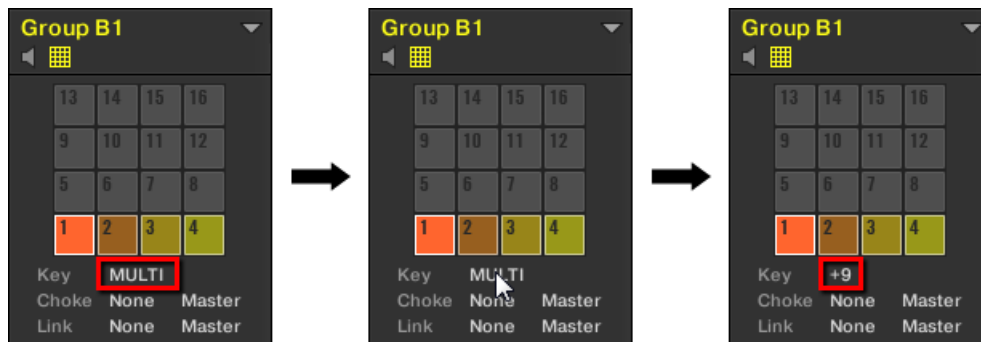 Group B1
13 14 15 16
9 10 11 12
5 6 7 8
1 2 3 4
Key MULTI
Choke None Master
Link None Master
Group B1
13 14 15 16
9 10 11 12
5 6 7 8
1 2 3 4
Key MULTI
Choke None Master
Link None Master
Group B1
13 14 15 16
9 10 11 12
5 6 7 8
1 2 3 4
Key +9
Choke None Master
Link None Master